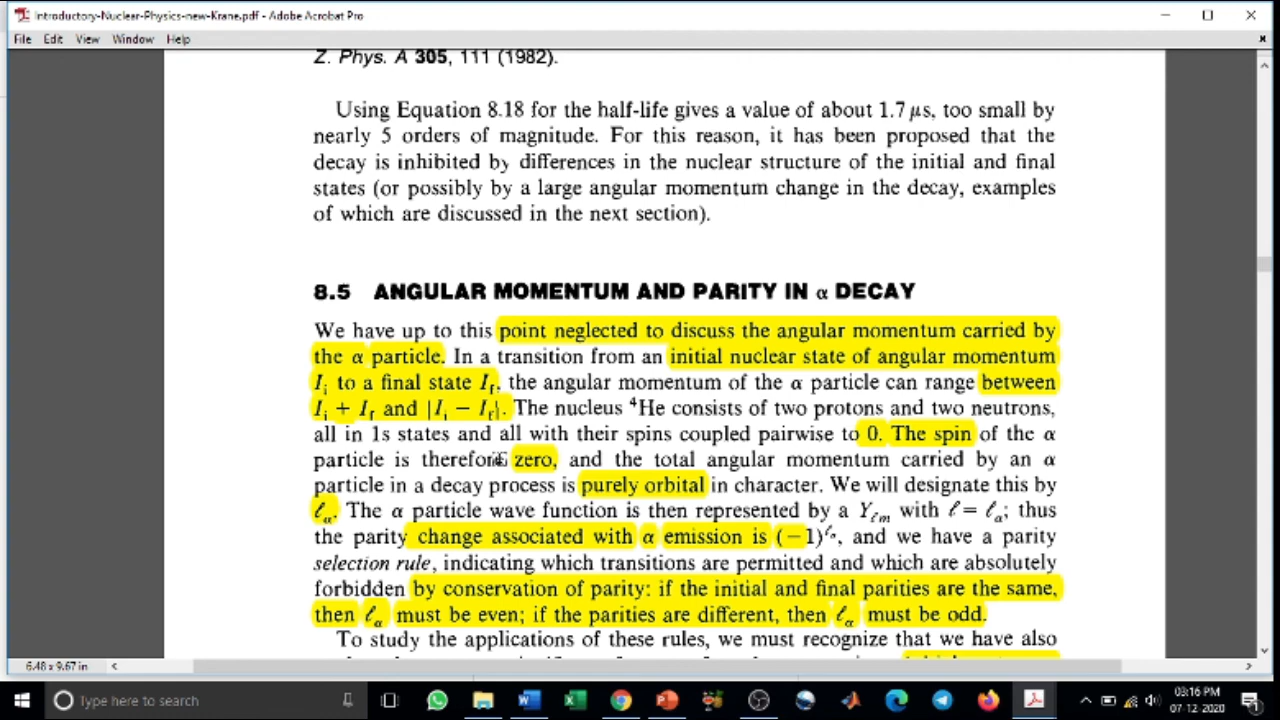 Introductory-Nuclear-Physics-new-Krane.pdf - Adobe Acrobat Pro
File Edit View Window Help
Z. Phys. A 305, 111 (1982).
Using Equation 8.18 for the half-life gives a value of about 1.7 μs, too small by
nearly 5 orders of magnitude. For this reason, it has been proposed that the
decay is inhibited by differences in the nuclear structure of the initial and final
states (or possibly by a large angular momentum change in the decay, examples
of which are discussed in the next section).
8.5 ANGULAR MOMENTUM AND PARITY IN α DECAY
We have up to this point neglected to discuss the angular momentum carried by
the α particle. In a transition from an initial nuclear state of angular momentum
I_i to a final state I_f, the angular momentum of the α particle can range between
I_i + I_f and |I_i − I_f|. The nucleus ⁴He consists of two protons and two neutrons,
all in 1s states and all with their spins coupled pairwise to 0. The spin of the α
particle is therefore zero, and the total angular momentum carried by an α
particle in a decay process is purely orbital in character. We will designate this by
ℓ_α. The α particle wave function is then represented by a Y_ℓm with ℓ = ℓ_α; thus
the parity change associated with α emission is (−1)^ℓ_α, and we have a parity
selection rule, indicating which transitions are permitted and which are absolutely
forbidden by conservation of parity: if the initial and final parities are the same,
then ℓ_α must be even; if the parities are different, then ℓ_α must be odd.
To study the applications of these rules, we must recognize that we have also
6.48 x 9.67 in
Type here to search
03:16 PM
07-12-2020